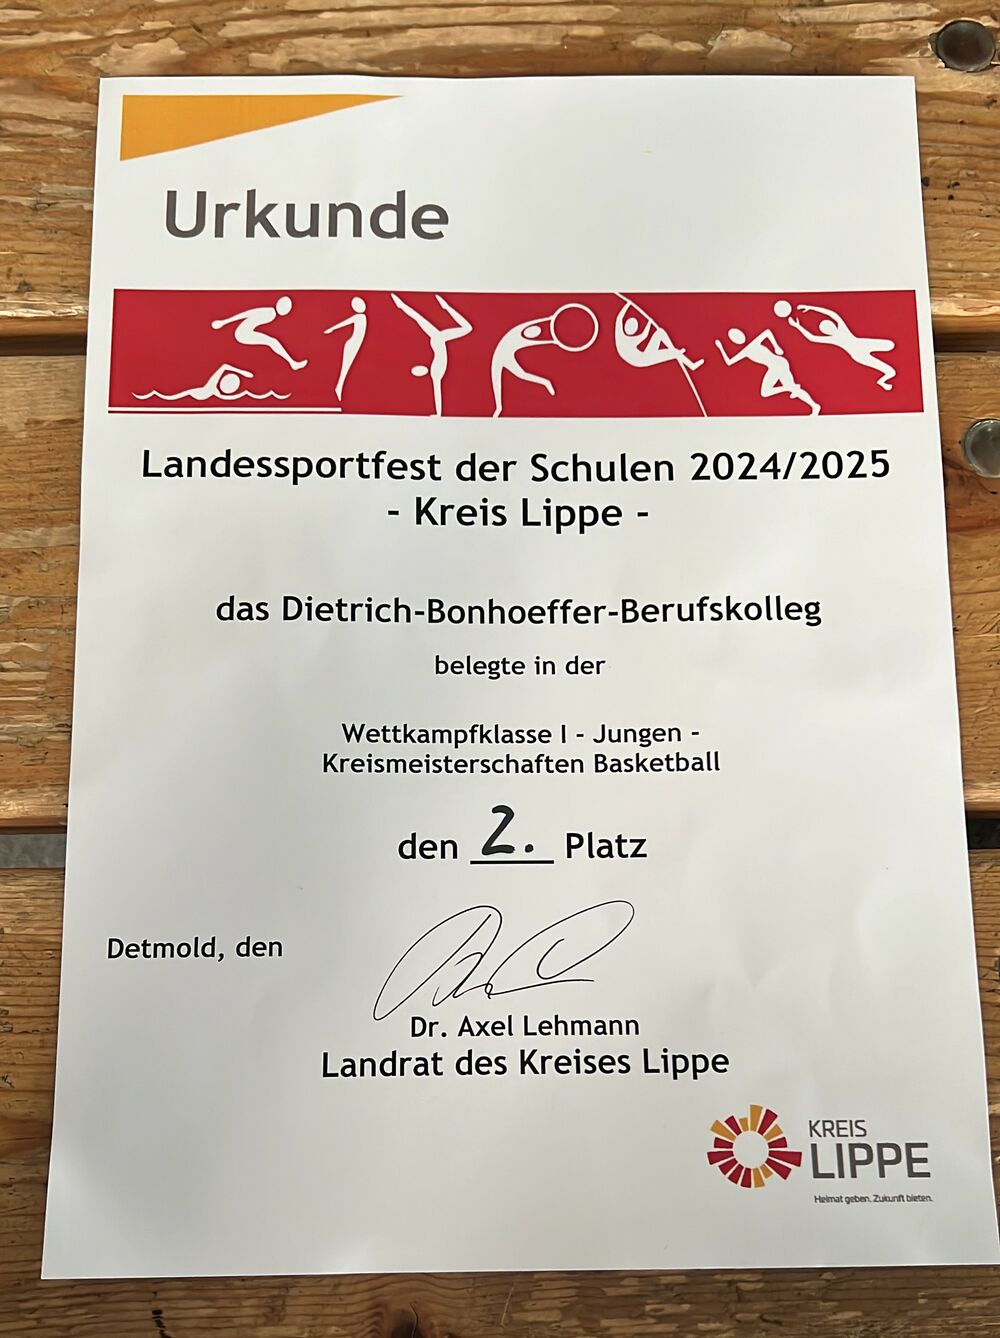 Urkunde
Landessportfest der Schulen 2024/2025
- Kreis Lippe -
das Dietrich-Bonhoeffer-Berufskolleg
belegte in der
Wettkampfklasse I - Jungen -
Kreismeisterschaften Basketball
den 2. Platz
Detmold, den
Dr. Axel Lehmann
Landrat des Kreises Lippe
KREIS
LIPPE
Heimat geben. Zukunft bieten.